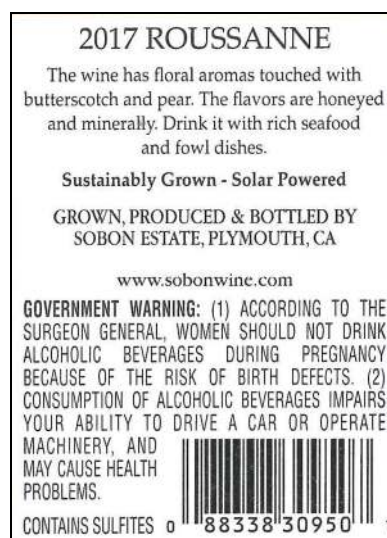 2017 ROUSSANNE
The wine has floral aromas touched with
butterscotch and pear. The flavors are honeyed
and minerally. Drink it with rich seafood
and fowl dishes.
Sustainably Grown - Solar Powered
GROWN, PRODUCED & BOTTLED BY
SOBON ESTATE, PLYMOUTH, CA
www.sobonwine.com
GOVERNMENT WARNING: (1) ACCORDING TO THE
SURGEON GENERAL, WOMEN SHOULD NOT DRINK
ALCOHOLIC BEVERAGES DURING PREGNANCY
BECAUSE OF THE RISK OF BIRTH DEFECTS. (2)
CONSUMPTION OF ALCOHOLIC BEVERAGES IMPAIRS
YOUR ABILITY TO DRIVE A CAR OR OPERATE
MACHINERY, AND
MAY CAUSE HEALTH
PROBLEMS.
CONTAINS SULFITES 0 88338 30950